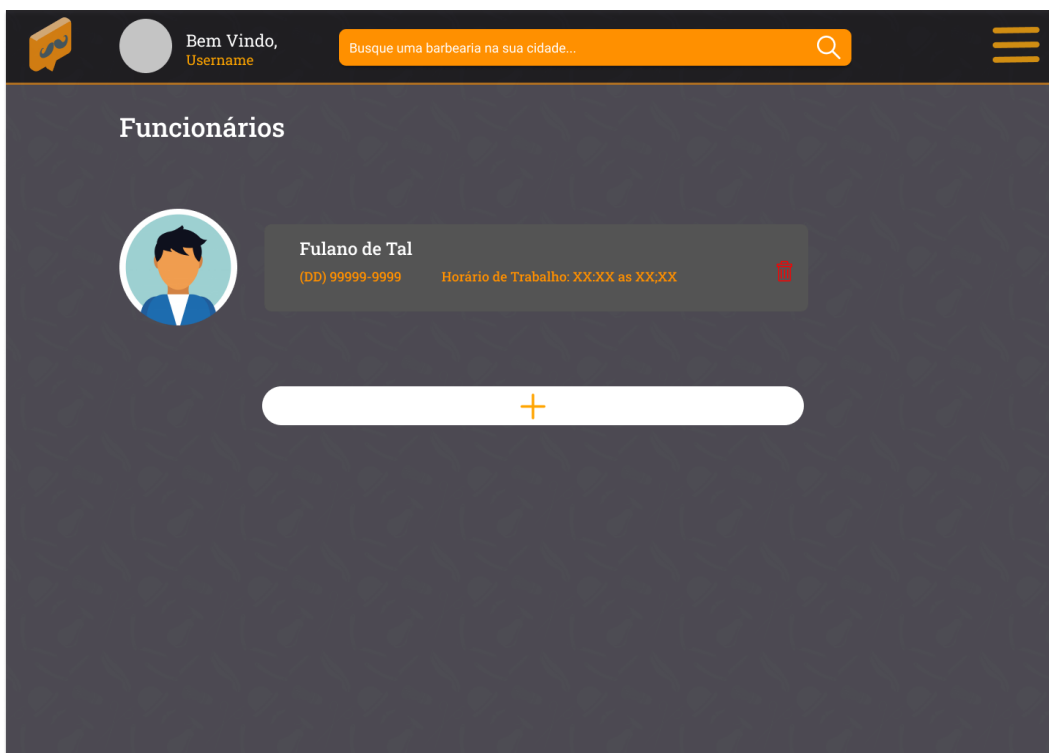 Bem Vindo,
Username
Busque uma barbearia na sua cidade...
Funcionários
Fulano de Tal
(DD) 99999-9999 Horário de Trabalho: XX:XX as XX;XX